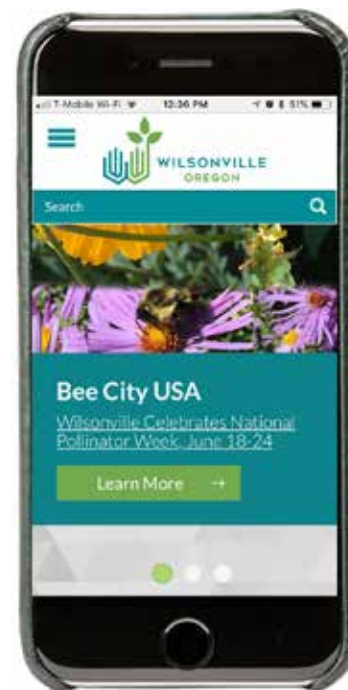 T-Mobile Wi-Fi 12:36 PM 51%
WILSONVILLE
OREGON
Search
Bee City USA
Wilsonville Celebrates National
Pollinator Week, June 18-24
Learn More →